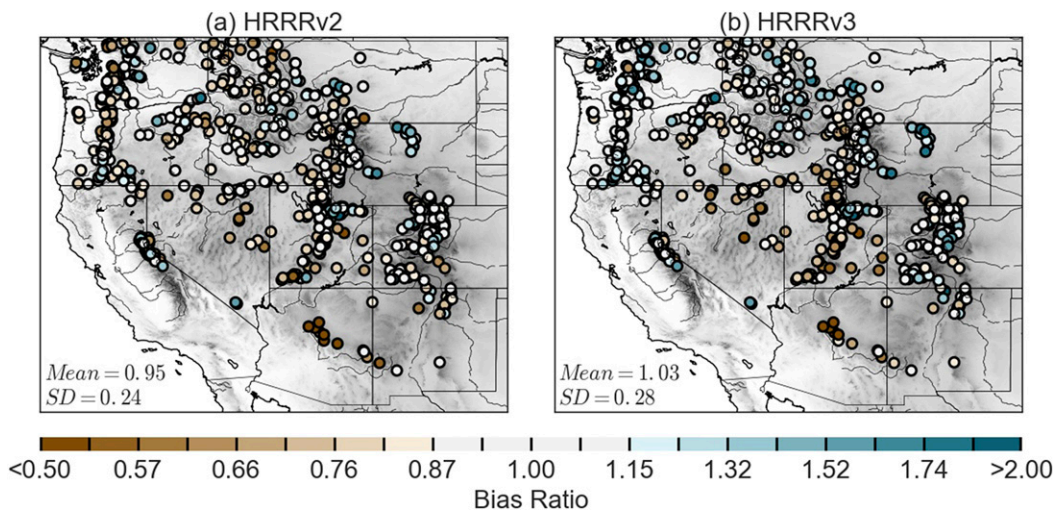 (a) HRRRv2 (b) HRRRv3
Mean = 0.95
SD = 0.24
Mean = 1.03
SD = 0.28
<0.50 0.57 0.66 0.76 0.87 1.00 1.15 1.32 1.52 1.74 >2.00
Bias Ratio